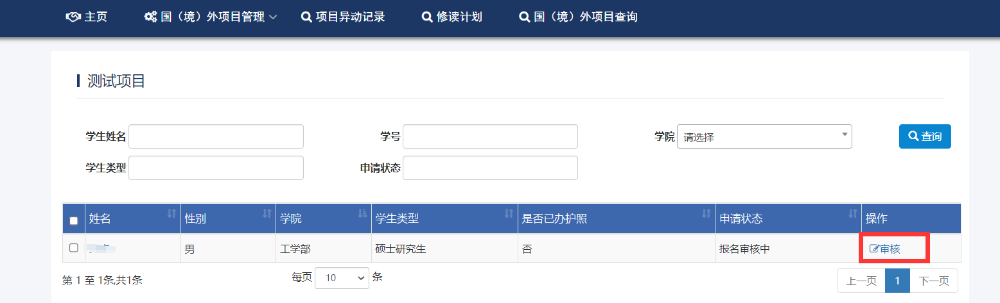 主页 国（境）外项目管理 项目异动记录 修读计划 国（境）外项目查询
测试项目
学生姓名 学号 学院 请选择 查询
学生类型 申请状态
姓名 性别 学院 学生类型 是否已办护照 申请状态 操作
男 工学部 硕士研究生 否 报名审核中 审核
第 1 至 1条,共1条 每页 10 条 上一页 1 下一页